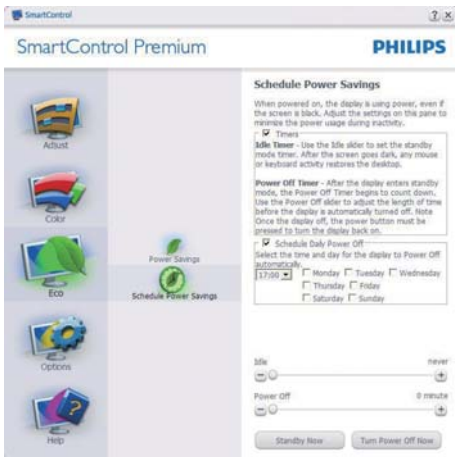 SmartControl
SmartControl Premium
PHILIPS
Adjust
Color
Eco
Options
Help
Power Savings
Schedule Power Savings
Schedule Power Savings
When powered on, the display is using power, even if
the screen is black. Adjust the settings on this pane to
minimize the power usage during inactivity.
Timers
Idle Timer - Use the Idle slider to set the standby
mode timer. After the screen goes dark, any mouse
or keyboard activity restores the desktop.
Power Off Timer - After the display enters standby
mode, the Power Off Timer begins to count down.
Use the Power Off slider to adjust the length of time
before the display is automatically turned off. Note
Once the display off, the power button must be
pressed to turn the display back on.
Schedule Daily Power Off
Select the time and day for the display to Power Off
automatically.
17:00 Monday Tuesday Wednesday
Thursday Friday
Saturday Sunday
Idle never
Power Off 0 minute
Standby Now Turn Power Off Now